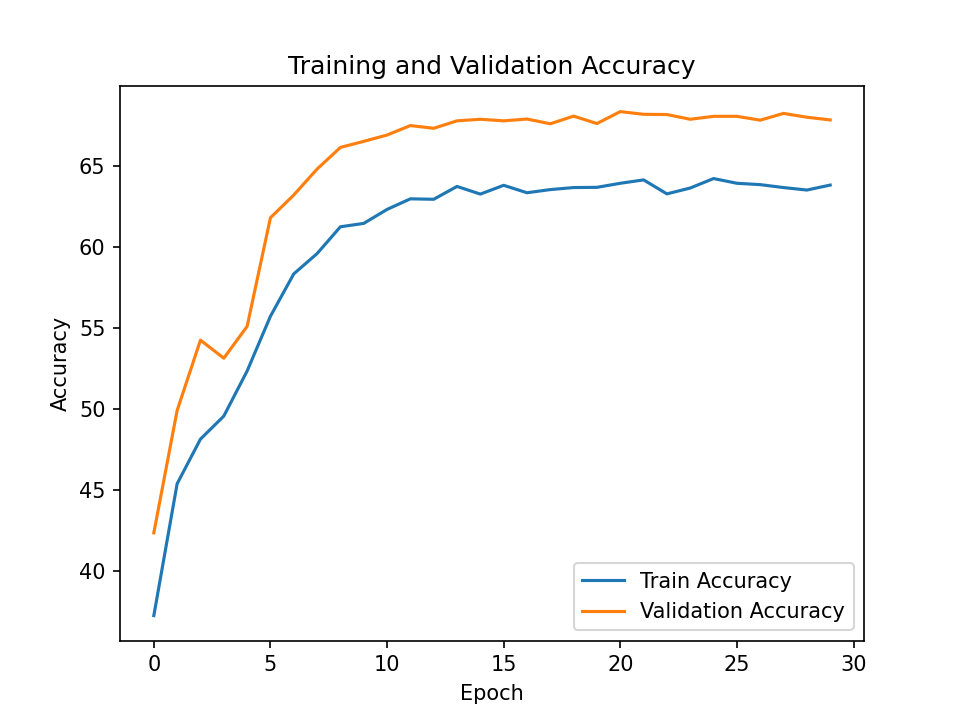 Training and Validation Accuracy
Accuracy
65
60
55
50
45
40
Train Accuracy
Validation Accuracy
0 5 10 15 20 25 30
Epoch